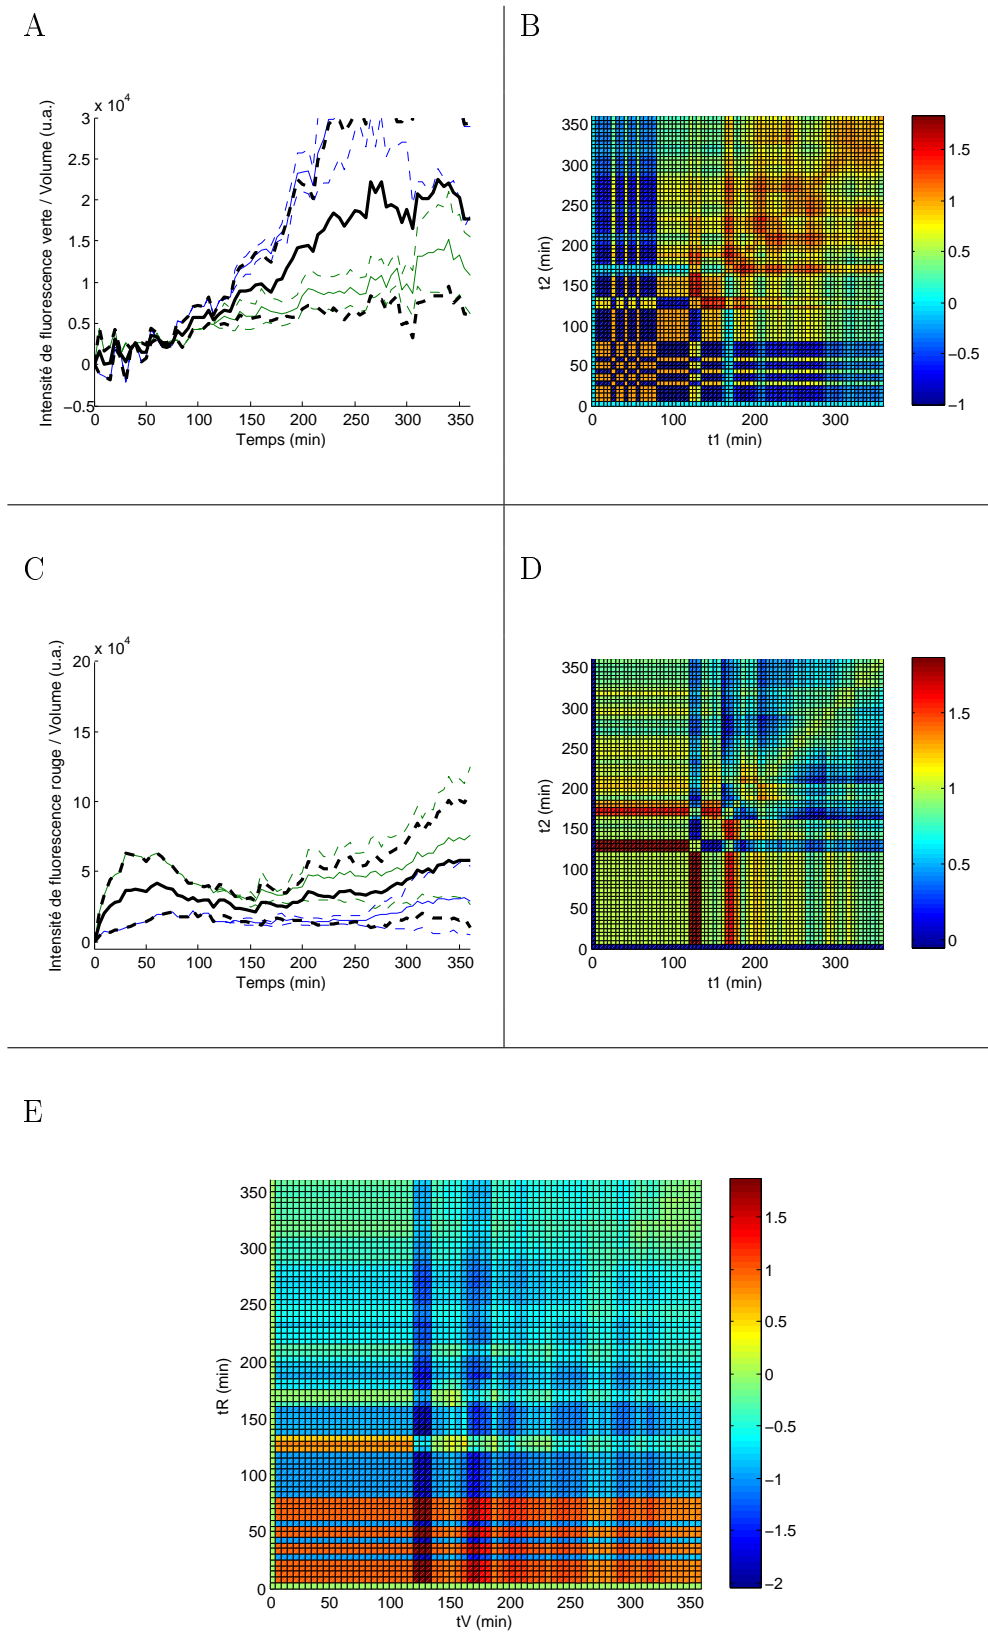 A
B
x 10⁴
3
2.5
2
1.5
1
0.5
0
−0.5
0 50 100 150 200 250 300 350
Temps (min)
Intensité de fluorescence verte / Volume (u.a.)
350
300
250
200
150
100
50
0
0 100 200 300
t1 (min)
t2 (min)
1.5
1
0.5
0
−0.5
−1
C
D
x 10⁴
20
15
10
5
0
0 50 100 150 200 250 300 350
Temps (min)
Intensité de fluorescence rouge / Volume (u.a.)
350
300
250
200
150
100
50
0
0 100 200 300
t1 (min)
t2 (min)
1.5
1
0.5
0
E
350
300
250
200
150
100
50
0
0 50 100 150 200 250 300 350
tV (min)
tR (min)
1.5
1
0.5
0
−0.5
−1
−1.5
−2